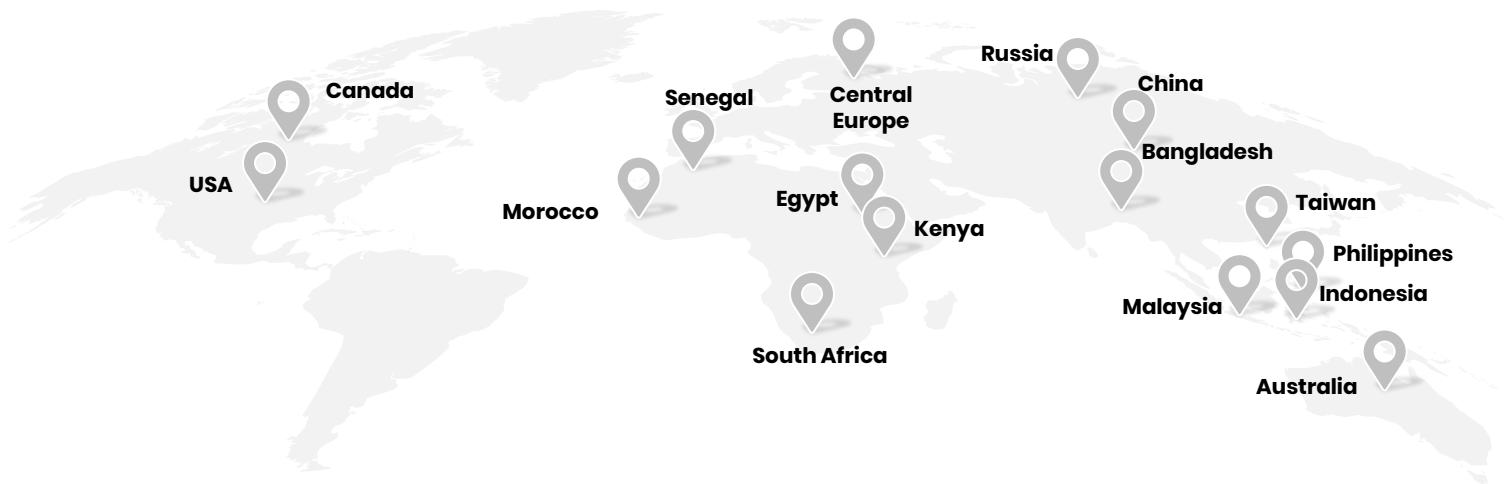 Russia
China
Canada
Central
Europe
Senegal
Bangladesh
USA
Egypt
Taiwan
Morocco
Kenya
Philippines
Indonesia
Malaysia
South Africa
Australia